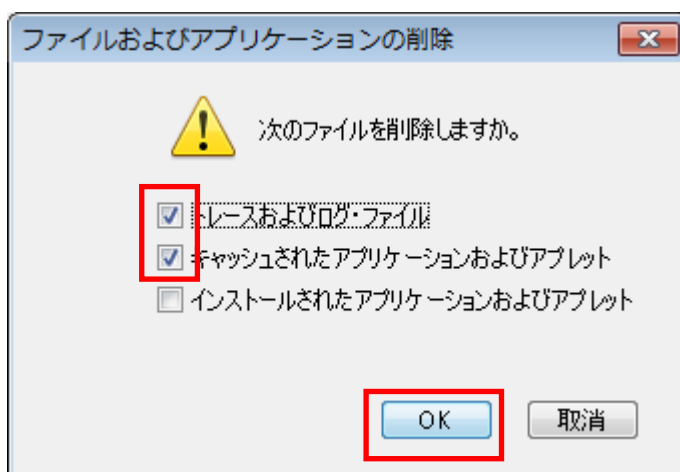 ファイルおよびアプリケーションの削除
次のファイルを削除しますか。
トレースおよびログ・ファイル
キャッシュされたアプリケーションおよびアプレット
インストールされたアプリケーションおよびアプレット
OK
取消